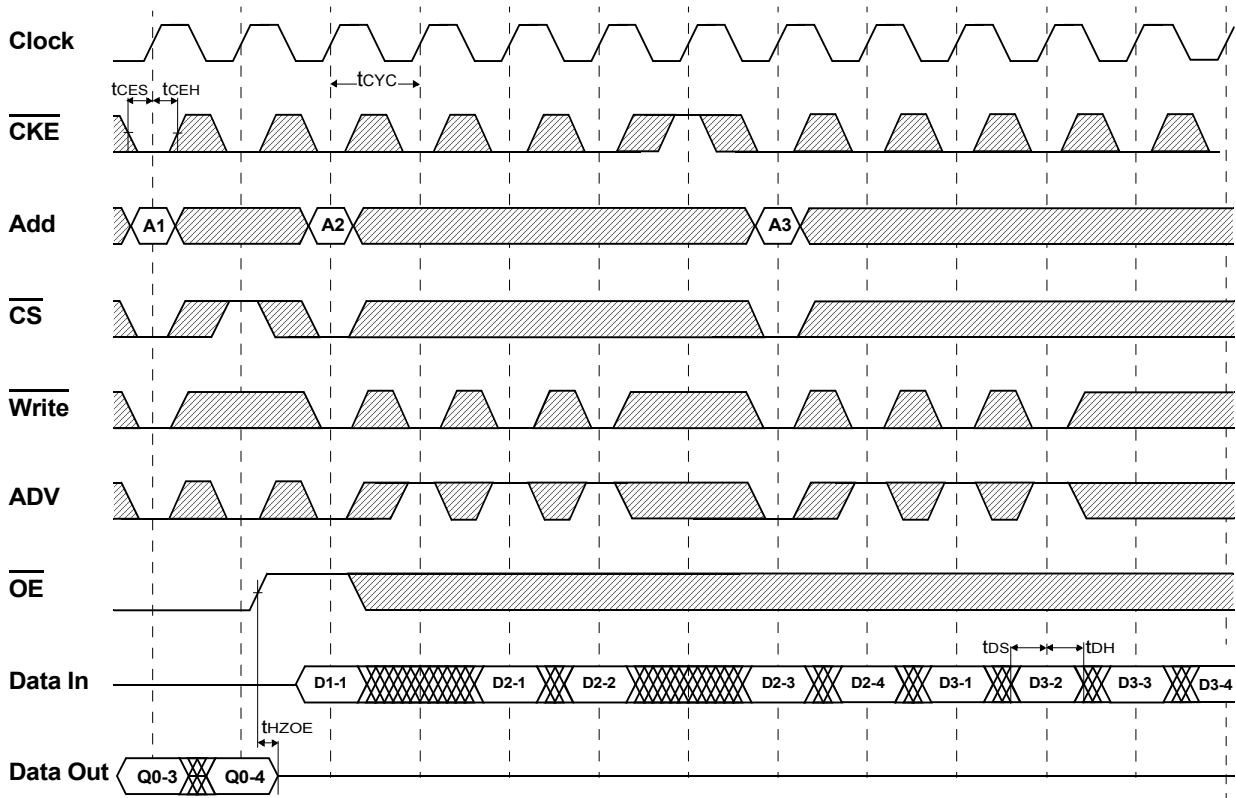 Clock
tCES tCEH tCYC
CKE
Add A1 A2 A3
CS
Write
ADV
OE
tDS tDH
Data In D1-1 D2-1 D2-2 D2-3 D2-4 D3-1 D3-2 D3-3 D3-4
tHZOE
Data Out Q0-3 Q0-4